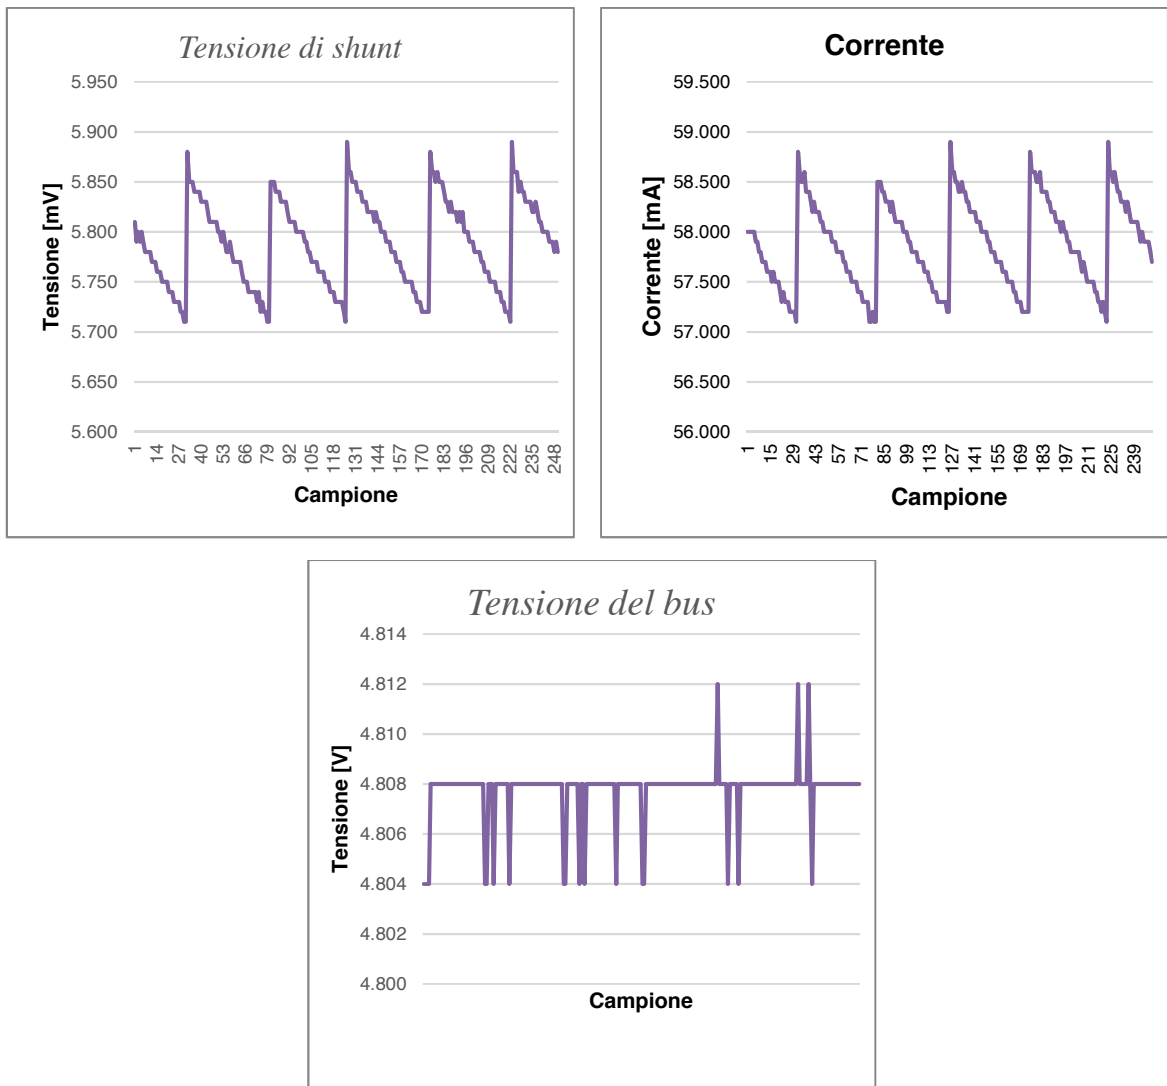 Tensione di shunt
5.950
5.900
5.850
5.800
5.750
5.700
5.650
5.600
Tensione [mV]
1 14 27 40 53 66 79 92 105 118 131 144 157 170 183 196 209 222 235 248
Campione
Corrente
59.500
59.000
58.500
58.000
57.500
57.000
56.500
56.000
Corrente [mA]
1 15 29 43 57 71 85 99 113 127 141 155 169 183 197 211 225 239
Campione
Tensione del bus
4.814
4.812
4.810
4.808
4.806
4.804
4.802
4.800
Tensione [V]
Campione